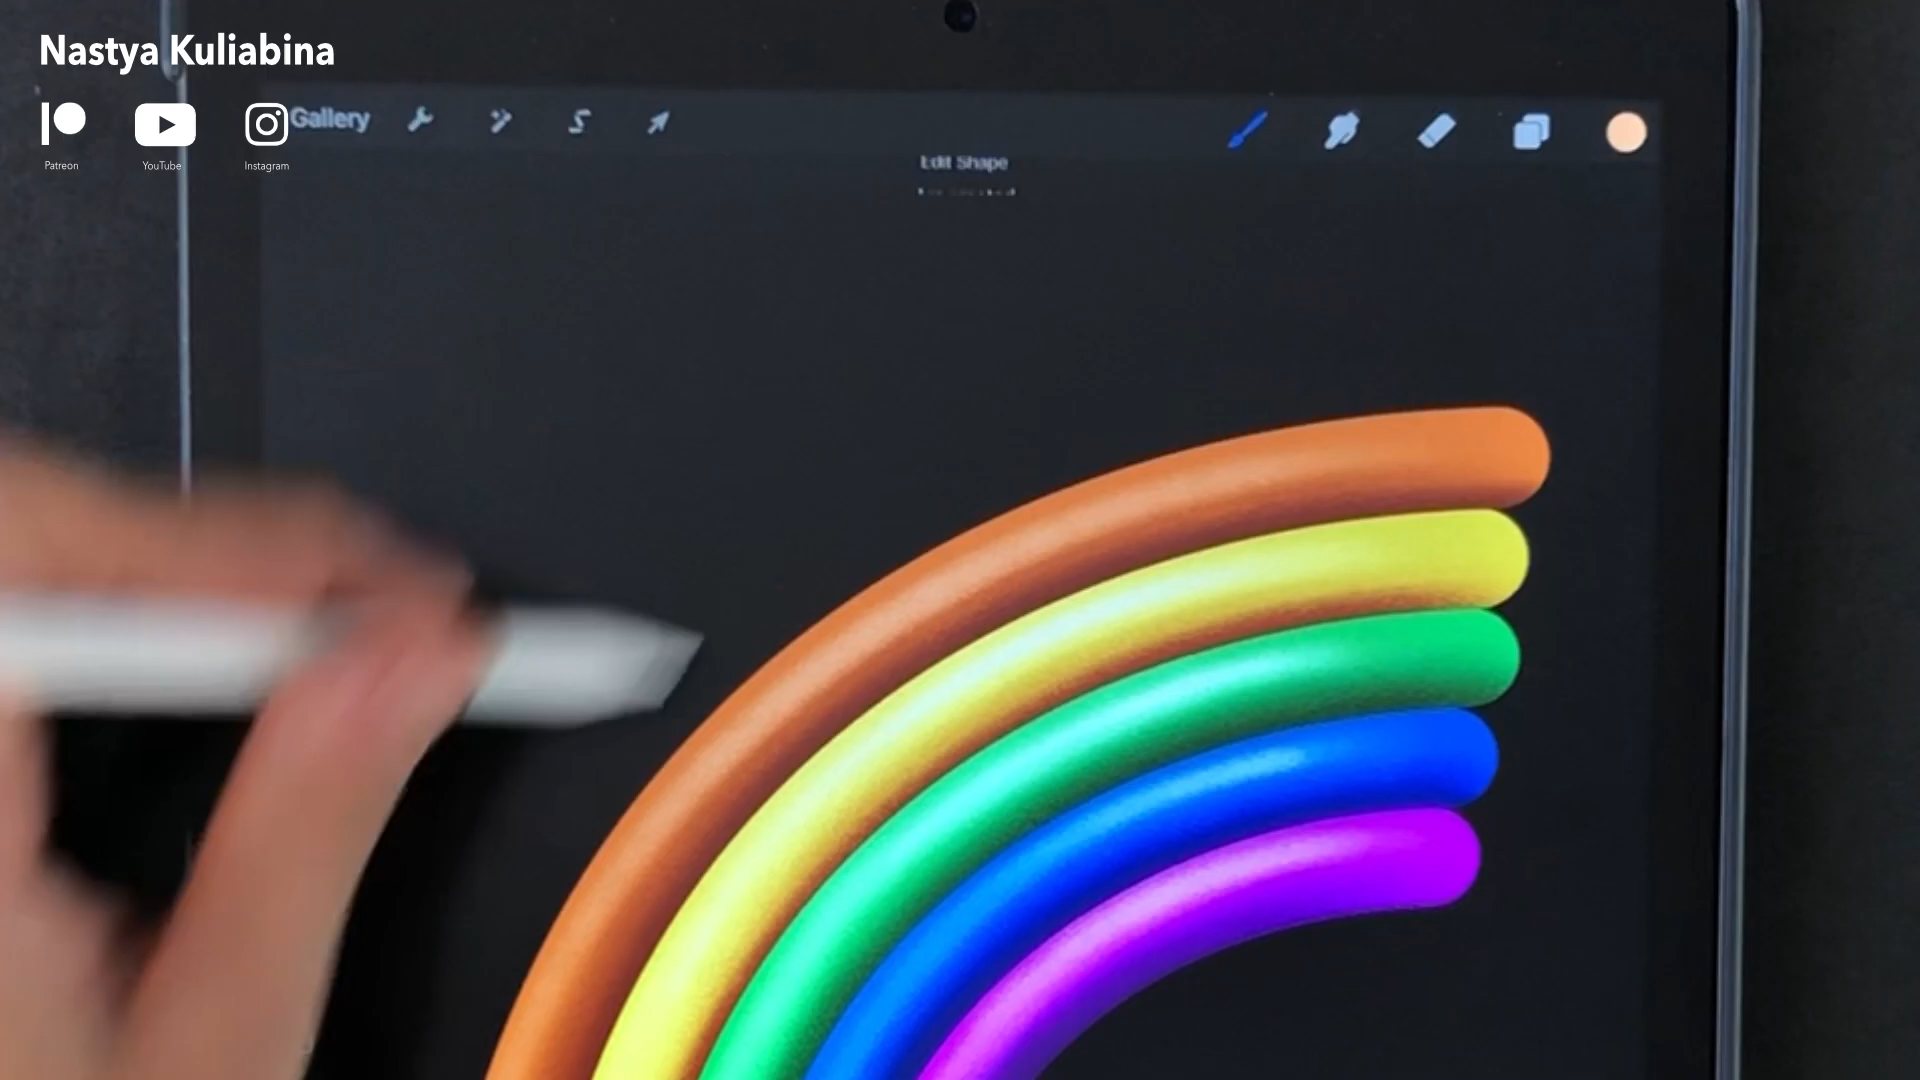 Nastya Kuliabina
Patreon
YouTube
Instagram
Gallery
Edit Shape